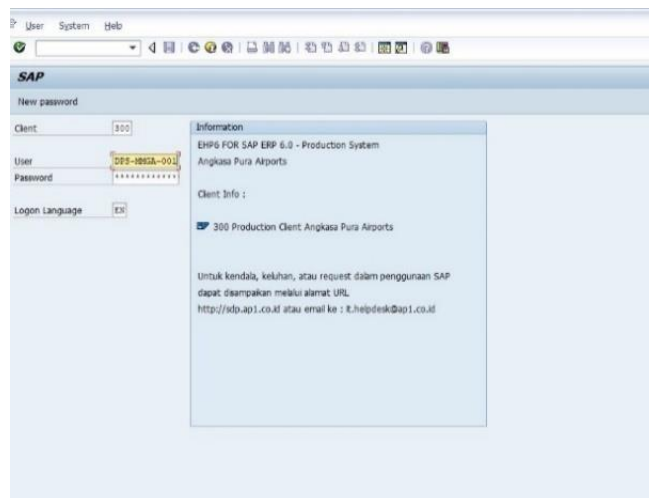 User System Help
SAP
New password
Client 300
User DPS-MMSA-001
Password ************
Logon Language EN
Information
EHP6 FOR SAP ERP 6.0 - Production System
Angkasa Pura Airports
Client Info :
300 Production Client Angkasa Pura Airports
Untuk kendala, keluhan, atau request dalam penggunaan SAP
dapat disampaikan melalui alamat URL
http://sdp.ap1.co.id atau email ke : it.helpdesk@ap1.co.id